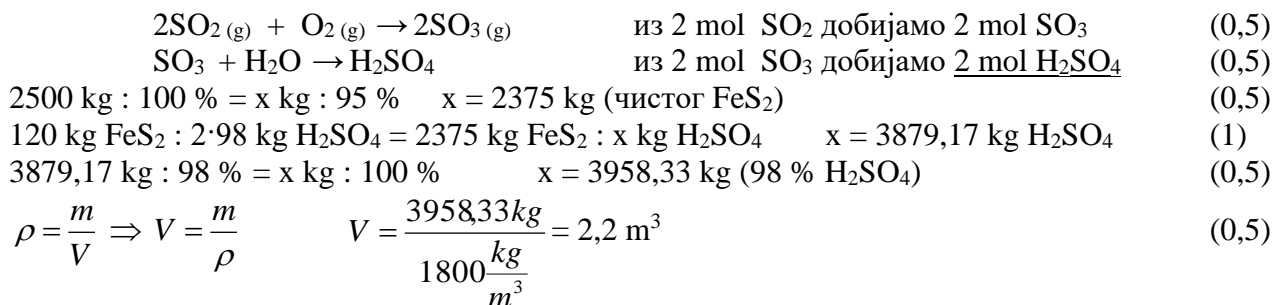 2SO₂ (g) + O₂ (g) → 2SO₃ (g) из 2 mol SO₂ добијамо 2 mol SO₃ (0,5)
SO₃ + H₂O → H₂SO₄ из 2 mol SO₃ добијамо 2 mol H₂SO₄ (0,5)
2500 kg : 100 % = x kg : 95 % x = 2375 kg (чистог FeS₂) (0,5)
120 kg FeS₂ : 2·98 kg H₂SO₄ = 2375 kg FeS₂ : x kg H₂SO₄ x = 3879,17 kg H₂SO₄ (1)
3879,17 kg : 98 % = x kg : 100 % x = 3958,33 kg (98 % H₂SO₄) (0,5)
ρ = m/V ⇒ V = m/ρ V = 3958,33kg / 1800 kg/m³ = 2,2 m³ (0,5)